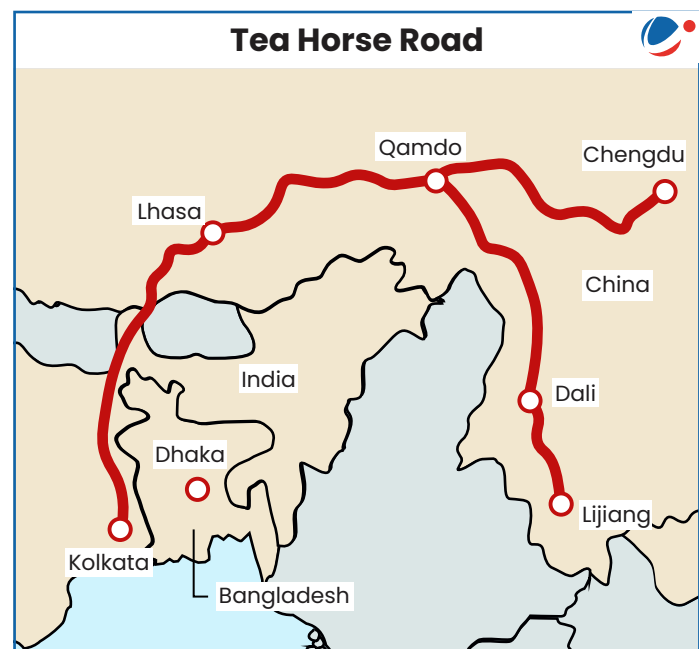 Tea Horse Road
Qamdo
Chengdu
Lhasa
China
India
Dali
Dhaka
Lijiang
Kolkata
Bangladesh